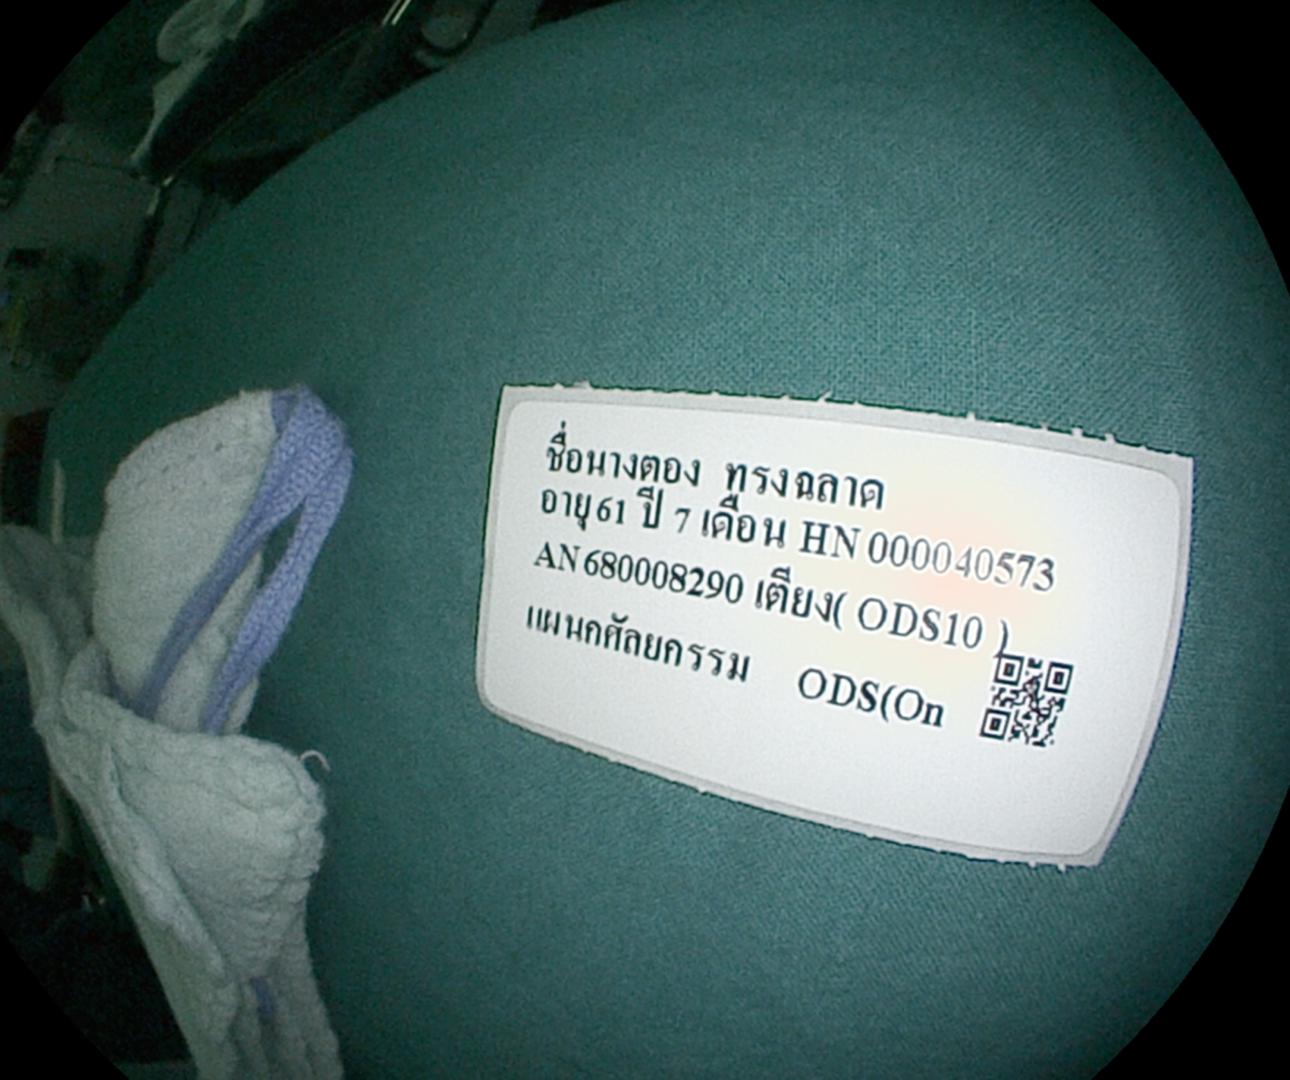 ชื่อนางตอง ทรงฉลาด
อายุ 61 ปี 7 เดือน HN 000040573
AN 680008290 เตียง( ODS10 )
แผนกศัลยกรรม ODS(On